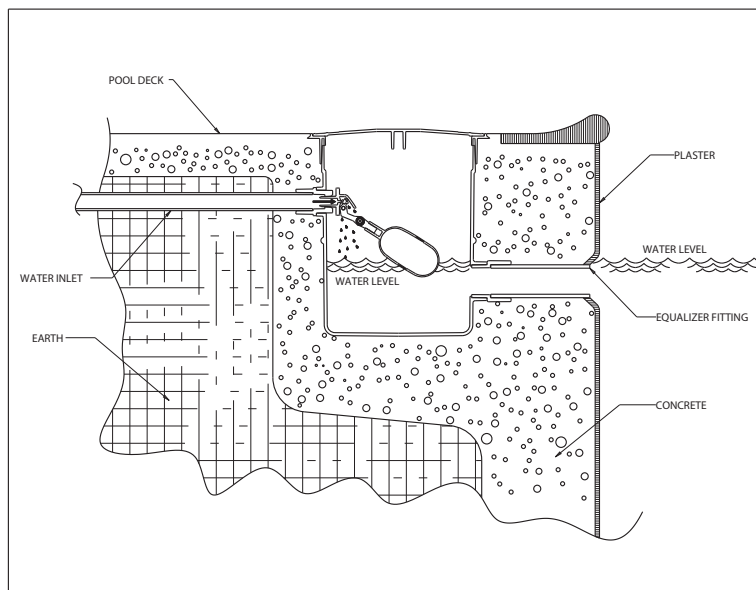 POOL DECK
PLASTER
WATER LEVEL
WATER INLET
WATER LEVEL
EQUALIZER FITTING
EARTH
CONCRETE